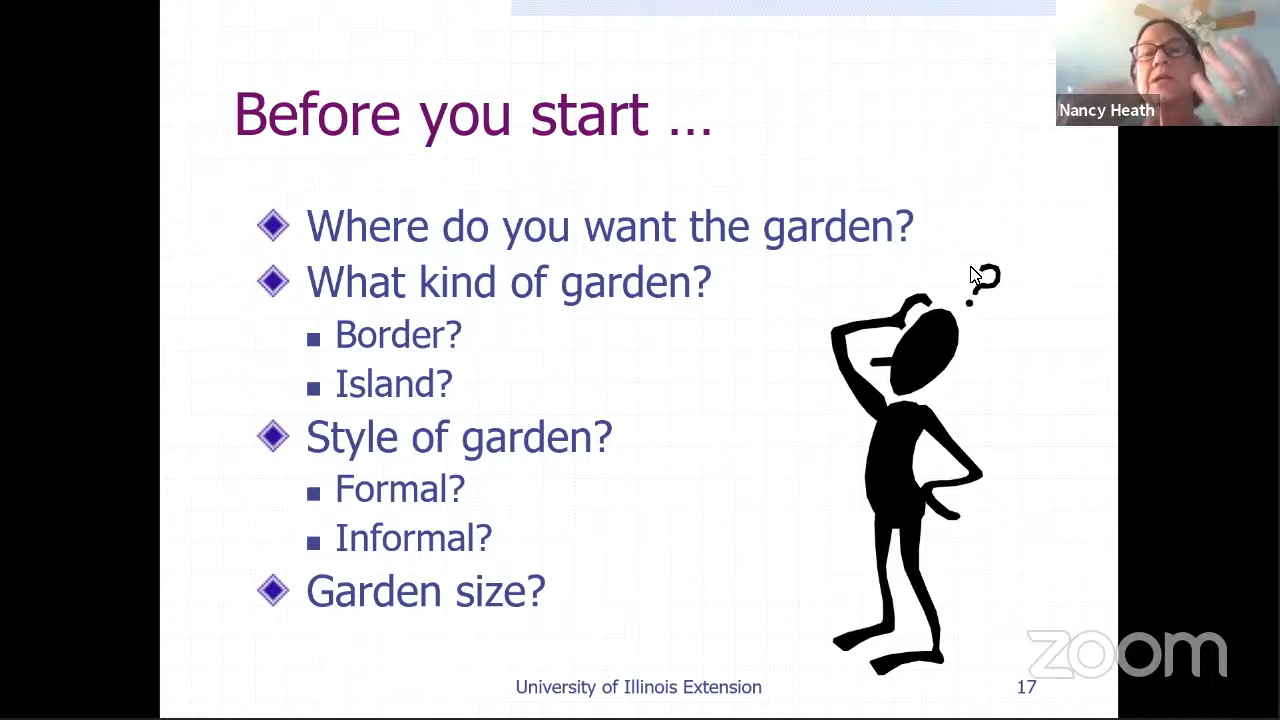 Nancy Heath
Before you start ...
Where do you want the garden?
What kind of garden?
Border?
Island?
Style of garden?
Formal?
Informal?
Garden size?
?
University of Illinois Extension
17
zoom